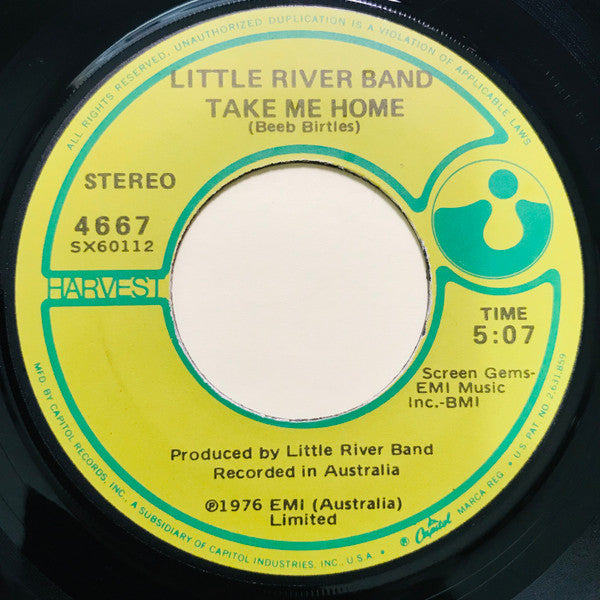 ALL RIGHTS RESERVED. UNAUTHORIZED DUPLICATION IS A VIOLATION OF APPLICABLE LAWS
LITTLE RIVER BAND
TAKE ME HOME
(Beeb Birtles)
STEREO
4667
SX60112
HARVEST
TIME
5:07
Screen Gems-
EMI Music
Inc.-BMI
Produced by Little River Band
Recorded in Australia
℗1976 EMI (Australia)
Limited
MFD. BY CAPITOL RECORDS, INC., A SUBSIDIARY OF CAPITOL INDUSTRIES, INC., U.S.A. • ® Capitol MARCA REG. • U.S. PAT. NO. 2,631,859